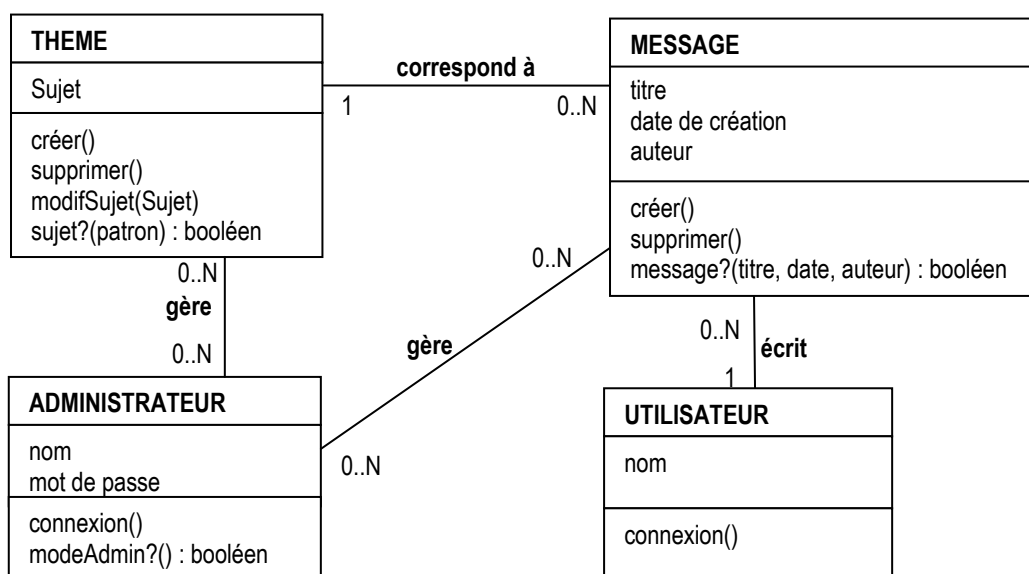 THEME
Sujet
créer()
supprimer()
modifSujet(Sujet)
sujet?(patron) : booléen
correspond à
1
0..N
MESSAGE
titre
date de création
auteur
créer()
supprimer()
message?(titre, date, auteur) : booléen
0..N
gère
0..N
0..N
gère
0..N
0..N
écrit
1
ADMINISTRATEUR
nom
mot de passe
connexion()
modeAdmin?() : booléen
UTILISATEUR
nom
connexion()